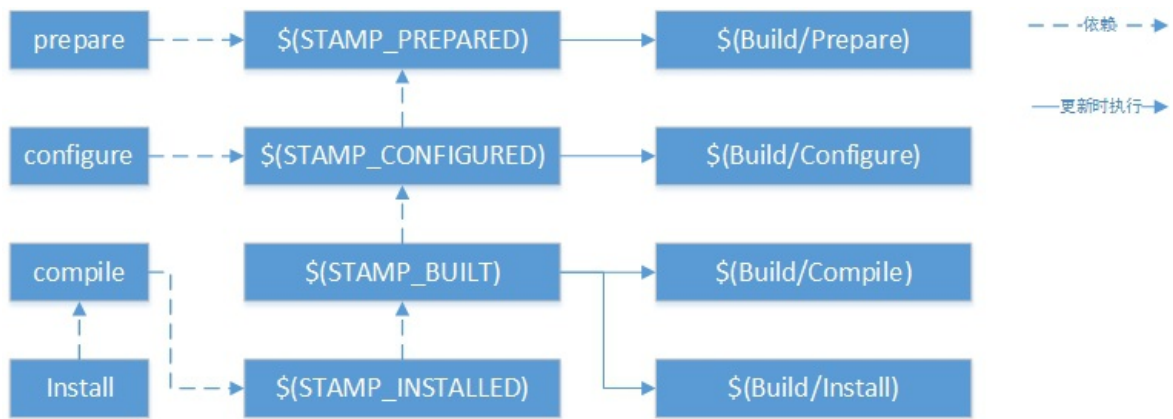 prepare
$(STAMP_PREPARED)
$(Build/Prepare)
依赖
更新时执行
configure
$(STAMP_CONFIGURED)
$(Build/Configure)
compile
$(STAMP_BUILT)
$(Build/Compile)
Install
$(STAMP_INSTALLED)
$(Build/Install)